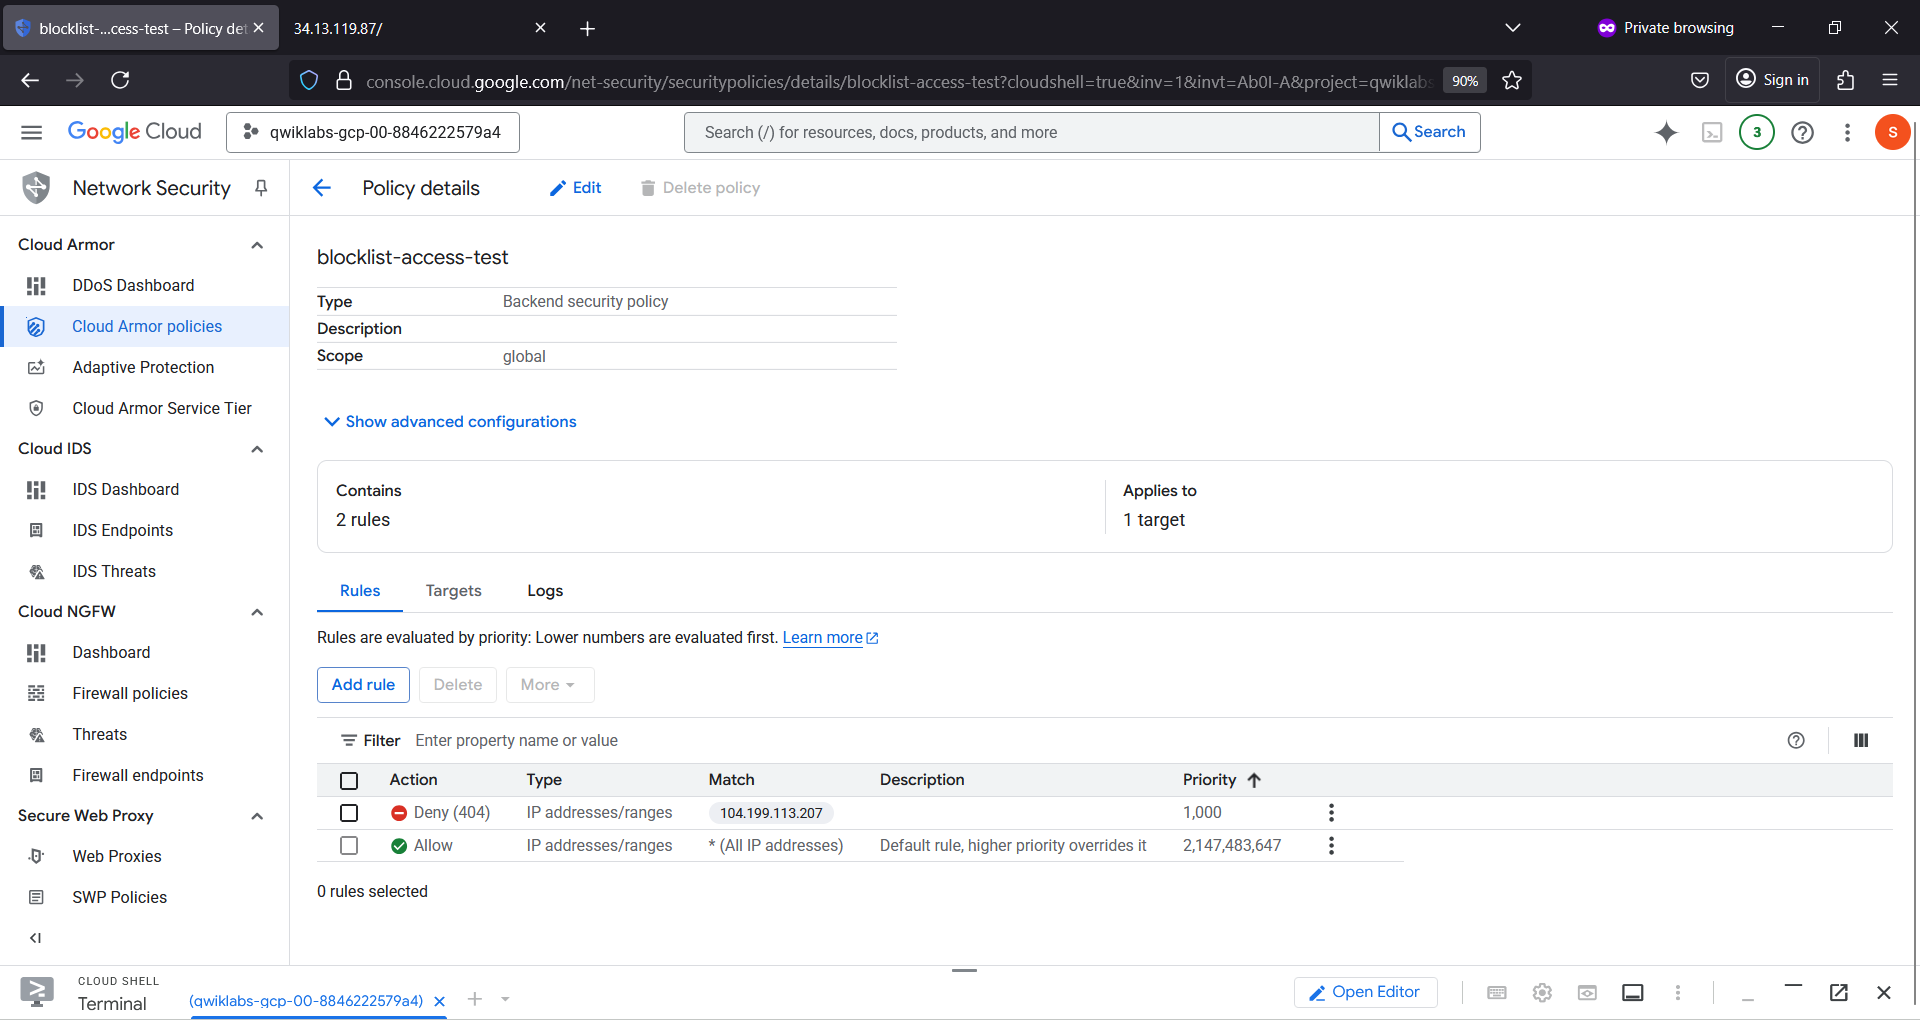 blocklist-...cess-test – Policy det
34.13.119.87/
Private browsing
console.cloud.google.com/net-security/securitypolicies/details/blocklist-access-test?cloudshell=true&inv=1&invt=Ab0I-A&project=qwiklabs
90%
Sign in
Google Cloud
qwiklabs-gcp-00-8846222579a4
Search (/) for resources, docs, products, and more
Search
3
S
Network Security
Policy details
Edit
Delete policy
Cloud Armor
DDoS Dashboard
Cloud Armor policies
Adaptive Protection
Cloud Armor Service Tier
Cloud IDS
IDS Dashboard
IDS Endpoints
IDS Threats
Cloud NGFW
Dashboard
Firewall policies
Threats
Firewall endpoints
Secure Web Proxy
Web Proxies
SWP Policies
blocklist-access-test
Type Backend security policy
Description
Scope global
Show advanced configurations
Contains
2 rules
Applies to
1 target
Rules Targets Logs
Rules are evaluated by priority: Lower numbers are evaluated first. Learn more
Add rule Delete More
Filter Enter property name or value
Action Type Match Description Priority
Deny (404) IP addresses/ranges 104.199.113.207 1,000
Allow IP addresses/ranges * (All IP addresses) Default rule, higher priority overrides it 2,147,483,647
0 rules selected
CLOUD SHELL
Terminal
(qwiklabs-gcp-00-8846222579a4)
Open Editor